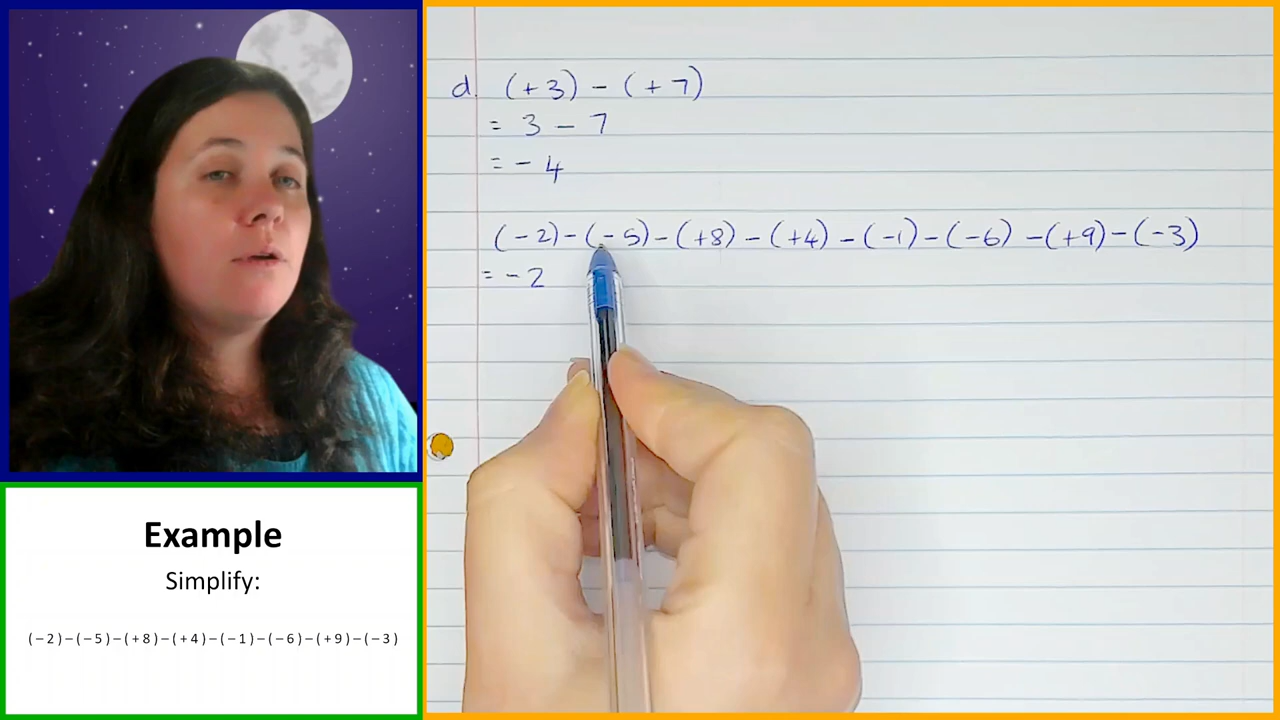 d. (+3) - (+7)
= 3 - 7
= - 4
(-2)-(-5)-(+8)-(+4)-(-1)-(-6)-(+9)-(-3)
= -2
Example
Simplify:
(−2)−(−5)−(+8)−(+4)−(−1)−(−6)−(+9)−(−3)